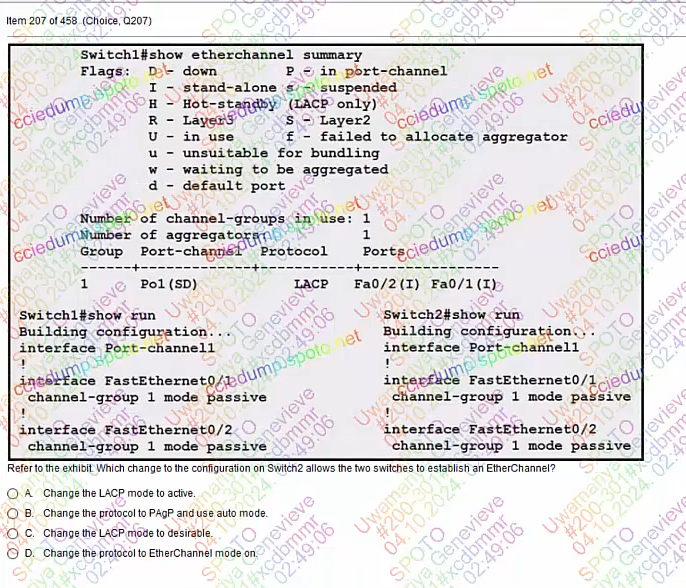 Item 207 of 458 (Choice, Q207)
Switch1#show etherchannel summary
Flags: D - down P - in port-channel
I - stand-alone s - suspended
H - Hot-standby (LACP only)
R - Layer3 S - Layer2
U - in use f - failed to allocate aggregator
u - unsuitable for bundling
w - waiting to be aggregated
d - default port
Number of channel-groups in use: 1
Number of aggregators: 1
Group Port-channel Protocol Ports
------+-------------+-----------+-----------------
1 Po1(SD) LACP Fa0/2(I) Fa0/1(I)
Switch1#show run
Building configuration...
interface Port-channel1
!
interface FastEthernet0/1
channel-group 1 mode passive
!
interface FastEthernet0/2
channel-group 1 mode passive
Switch2#show run
Building configuration...
interface Port-channel1
!
interface FastEthernet0/1
channel-group 1 mode passive
!
interface FastEthernet0/2
channel-group 1 mode passive
Refer to the exhibit. Which change to the configuration on Switch2 allows the two switches to establish an EtherChannel?
A. Change the LACP mode to active.
B. Change the protocol to PAgP and use auto mode.
C. Change the LACP mode to desirable.
D. Change the protocol to EtherChannel mode on.
cciedump.spoto.net